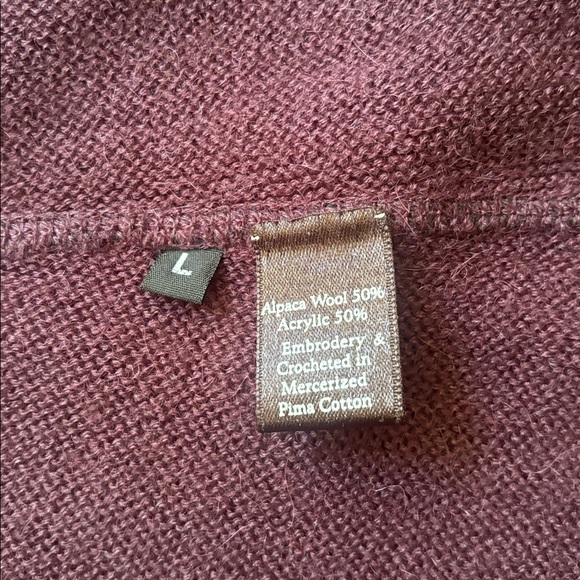 L
Alpaca Wool 50%
Acrylic 50%
Embrodery &
Crocheted in
Mercerized
Pima Cotton